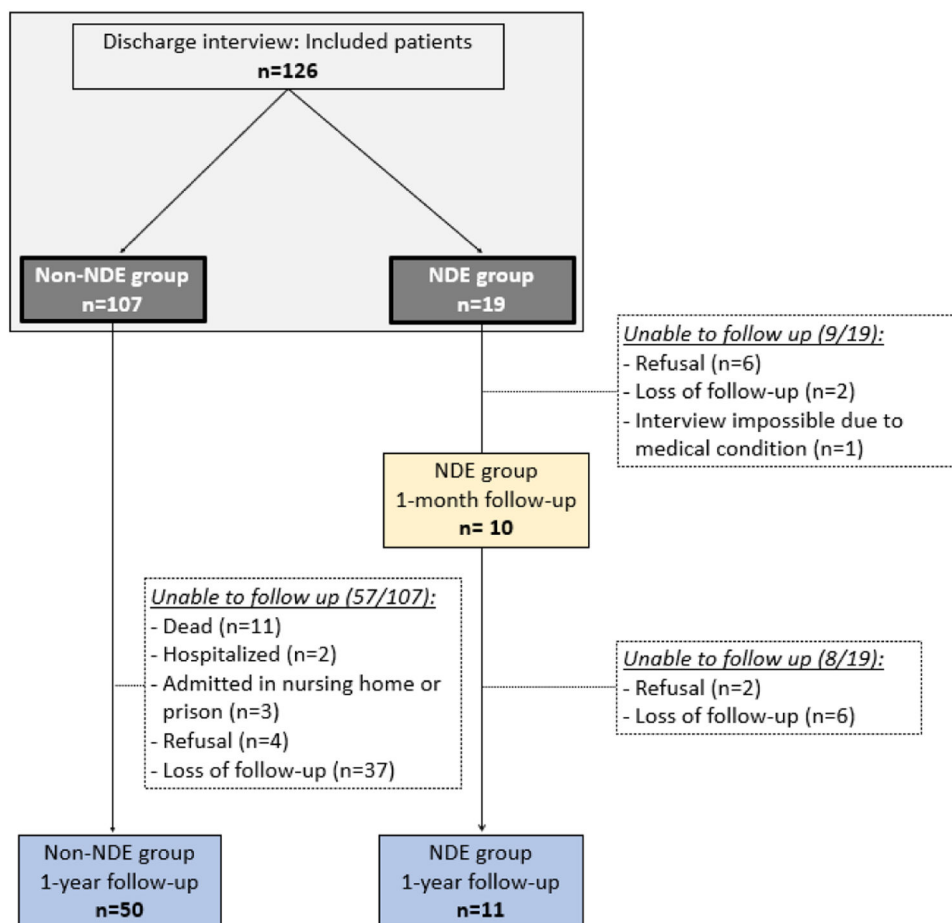 Discharge interview: Included patients
n=126
Non-NDE group
n=107
NDE group
n=19
Unable to follow up (9/19):
- Refusal (n=6)
- Loss of follow-up (n=2)
- Interview impossible due to
medical condition (n=1)
NDE group
1-month follow-up
n= 10
Unable to follow up (57/107):
- Dead (n=11)
- Hospitalized (n=2)
- Admitted in nursing home or
prison (n=3)
- Refusal (n=4)
- Loss of follow-up (n=37)
Unable to follow up (8/19):
- Refusal (n=2)
- Loss of follow-up (n=6)
Non-NDE group
1-year follow-up
n=50
NDE group
1-year follow-up
n=11